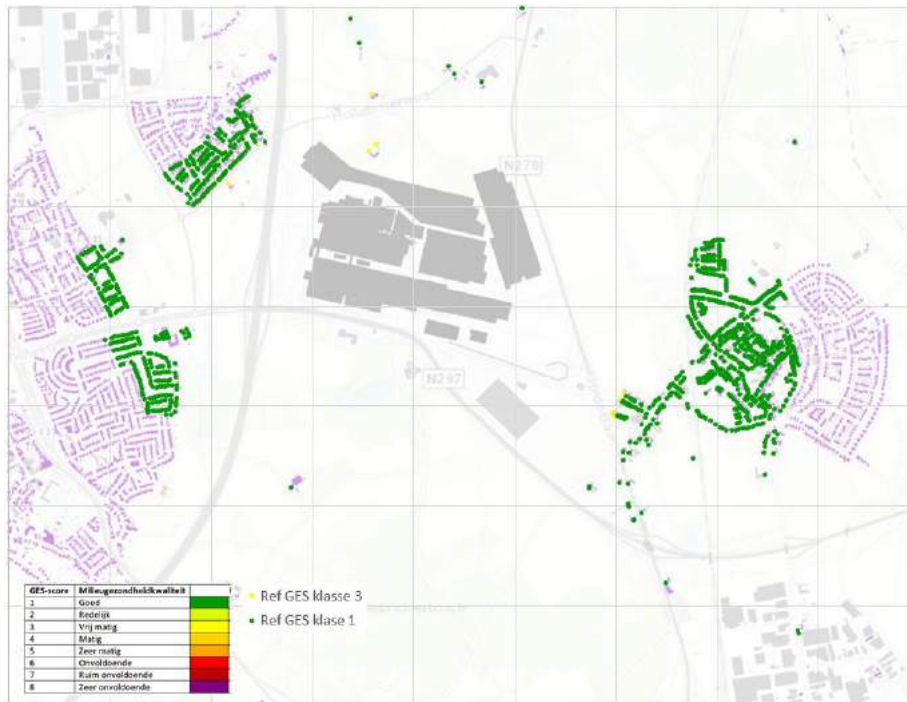 N276
N297
GES-score Milieugezondheidkwaliteit
1 Goed
2 Redelijk
3 Vrij matig
4 Matig
5 Zeer matig
6 Onvoldoende
7 Ruim onvoldoende
8 Zeer onvoldoende
Ref GES klasse 3
Ref GES klase 1